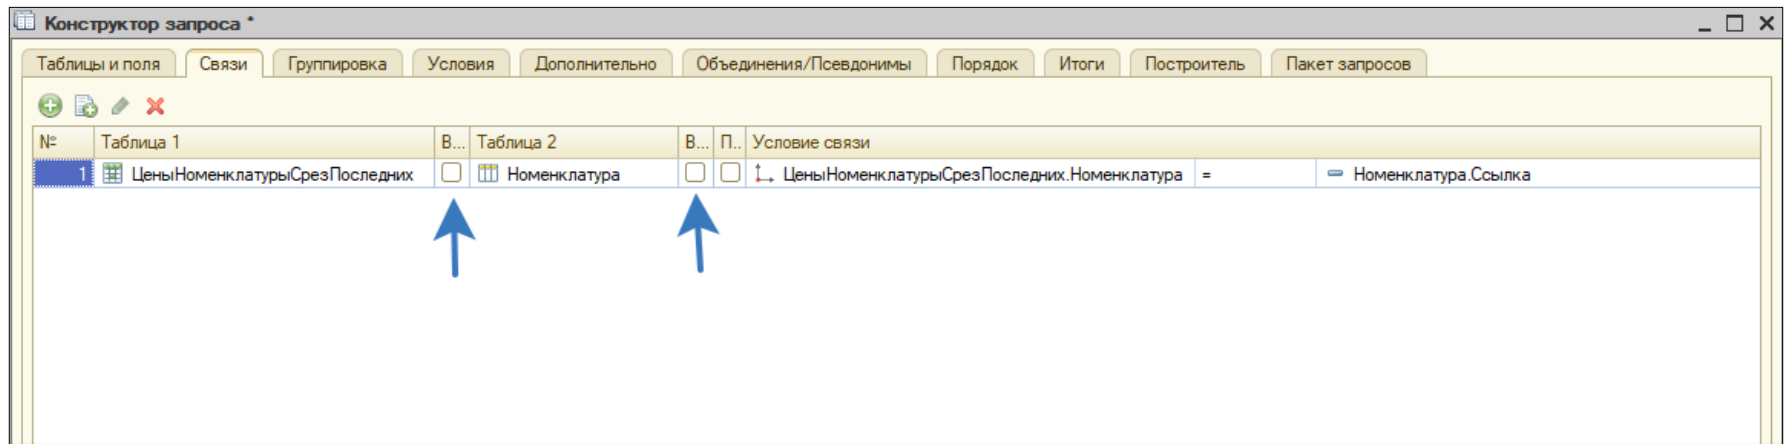 Конструктор запроса *
Таблицы и поля Связи Группировка Условия Дополнительно Объединения/Псевдонимы Порядок Итоги Построитель Пакет запросов
№ Таблица 1 В... Таблица 2 В... П.. Условие связи
1 ЦеныНоменклатурыСрезПоследних Номенклатура ЦеныНоменклатурыСрезПоследних.Номенклатура = Номенклатура.Ссылка